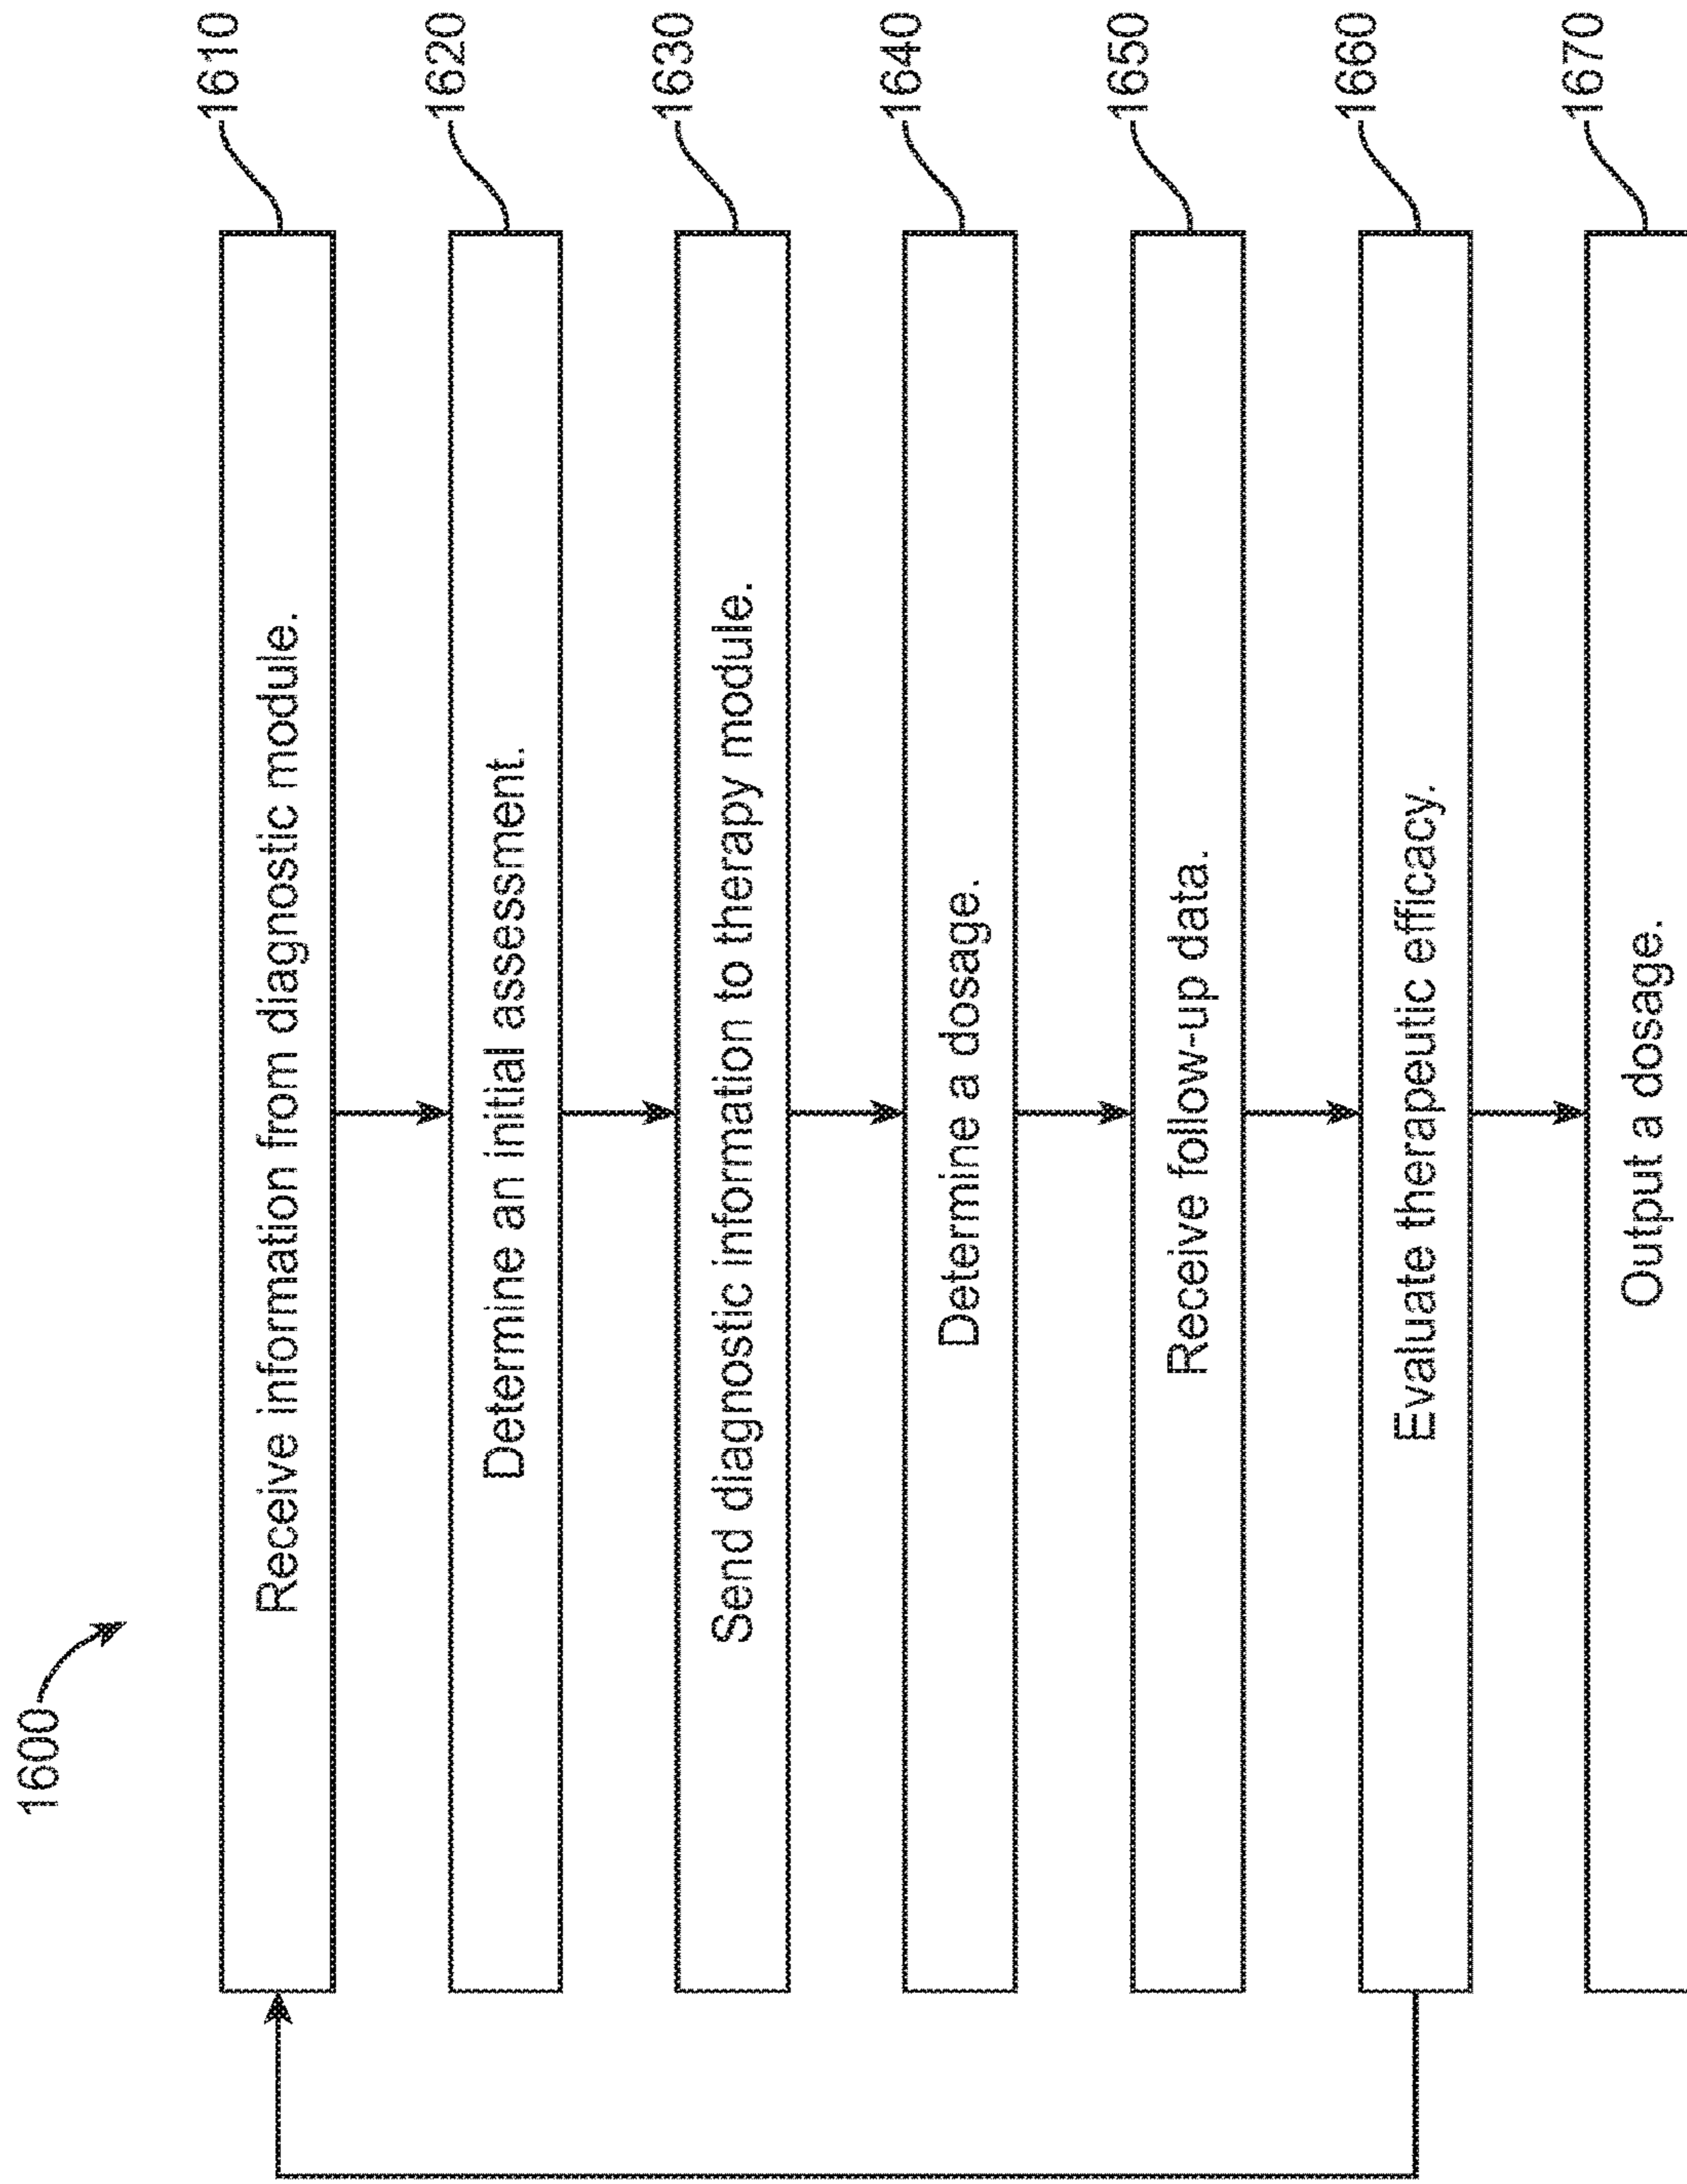 1600
Receive information from diagnostic module.
1610
Determine an initial assessment.
1620
Send diagnostic information to therapy module.
1630
Determine a dosage.
1640
Receive follow-up data.
1650
Evaluate therapeutic efficacy.
1660
Output a dosage.
1670